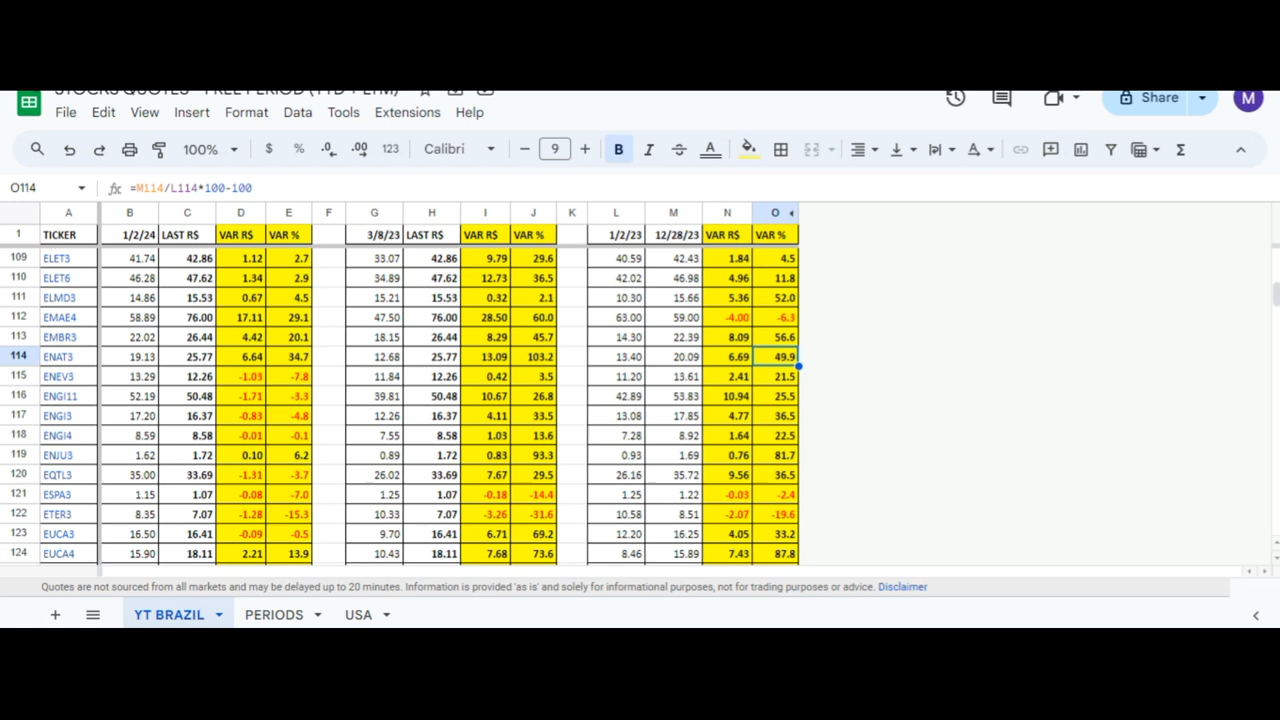 STOCKS QUOTES - FREE PERIOD (YTD + LTM)
File Edit View Insert Format Data Tools Extensions Help
Share M
100% $ % .0 .00 123 Calibri 9 B I A Σ
O114 fx =M114/L114*100-100
A B C D E F G H I J K L M N O
1 TICKER 1/2/24 LAST R$ VAR R$ VAR % 3/8/23 LAST R$ VAR R$ VAR % 1/2/23 12/28/23 VAR R$ VAR %
109 ELET3 41.74 42.86 1.12 2.7 33.07 42.86 9.79 29.6 40.59 42.43 1.84 4.5
110 ELET6 46.28 47.62 1.34 2.9 34.89 47.62 12.73 36.5 42.02 46.98 4.96 11.8
111 ELMD3 14.86 15.53 0.67 4.5 15.21 15.53 0.32 2.1 10.30 15.66 5.36 52.0
112 EMAE4 58.89 76.00 17.11 29.1 47.50 76.00 28.50 60.0 63.00 59.00 -4.00 -6.3
113 EMBR3 22.02 26.44 4.42 20.1 18.15 26.44 8.29 45.7 14.30 22.39 8.09 56.6
114 ENAT3 19.13 25.77 6.64 34.7 12.68 25.77 13.09 103.2 13.40 20.09 6.69 49.9
115 ENEV3 13.29 12.26 -1.03 -7.8 11.84 12.26 0.42 3.5 11.20 13.61 2.41 21.5
116 ENGI11 52.19 50.48 -1.71 -3.3 39.81 50.48 10.67 26.8 42.89 53.83 10.94 25.5
117 ENGI3 17.20 16.37 -0.83 -4.8 12.26 16.37 4.11 33.5 13.08 17.85 4.77 36.5
118 ENGI4 8.59 8.58 -0.01 -0.1 7.55 8.58 1.03 13.6 7.28 8.92 1.64 22.5
119 ENJU3 1.62 1.72 0.10 6.2 0.89 1.72 0.83 93.3 0.93 1.69 0.76 81.7
120 EQTL3 35.00 33.69 -1.31 -3.7 26.02 33.69 7.67 29.5 26.16 35.72 9.56 36.5
121 ESPA3 1.15 1.07 -0.08 -7.0 1.25 1.07 -0.18 -14.4 1.25 1.22 -0.03 -2.4
122 ETER3 8.35 7.07 -1.28 -15.3 10.33 7.07 -3.26 -31.6 10.58 8.51 -2.07 -19.6
123 EUCA3 16.50 16.41 -0.09 -0.5 9.70 16.41 6.71 69.2 12.20 16.25 4.05 33.2
124 EUCA4 15.90 18.11 2.21 13.9 10.43 18.11 7.68 73.6 8.46 15.89 7.43 87.8
Quotes are not sourced from all markets and may be delayed up to 20 minutes. Information is provided 'as is' and solely for informational purposes, not for trading purposes or advice. Disclaimer
YT BRAZIL PERIODS USA